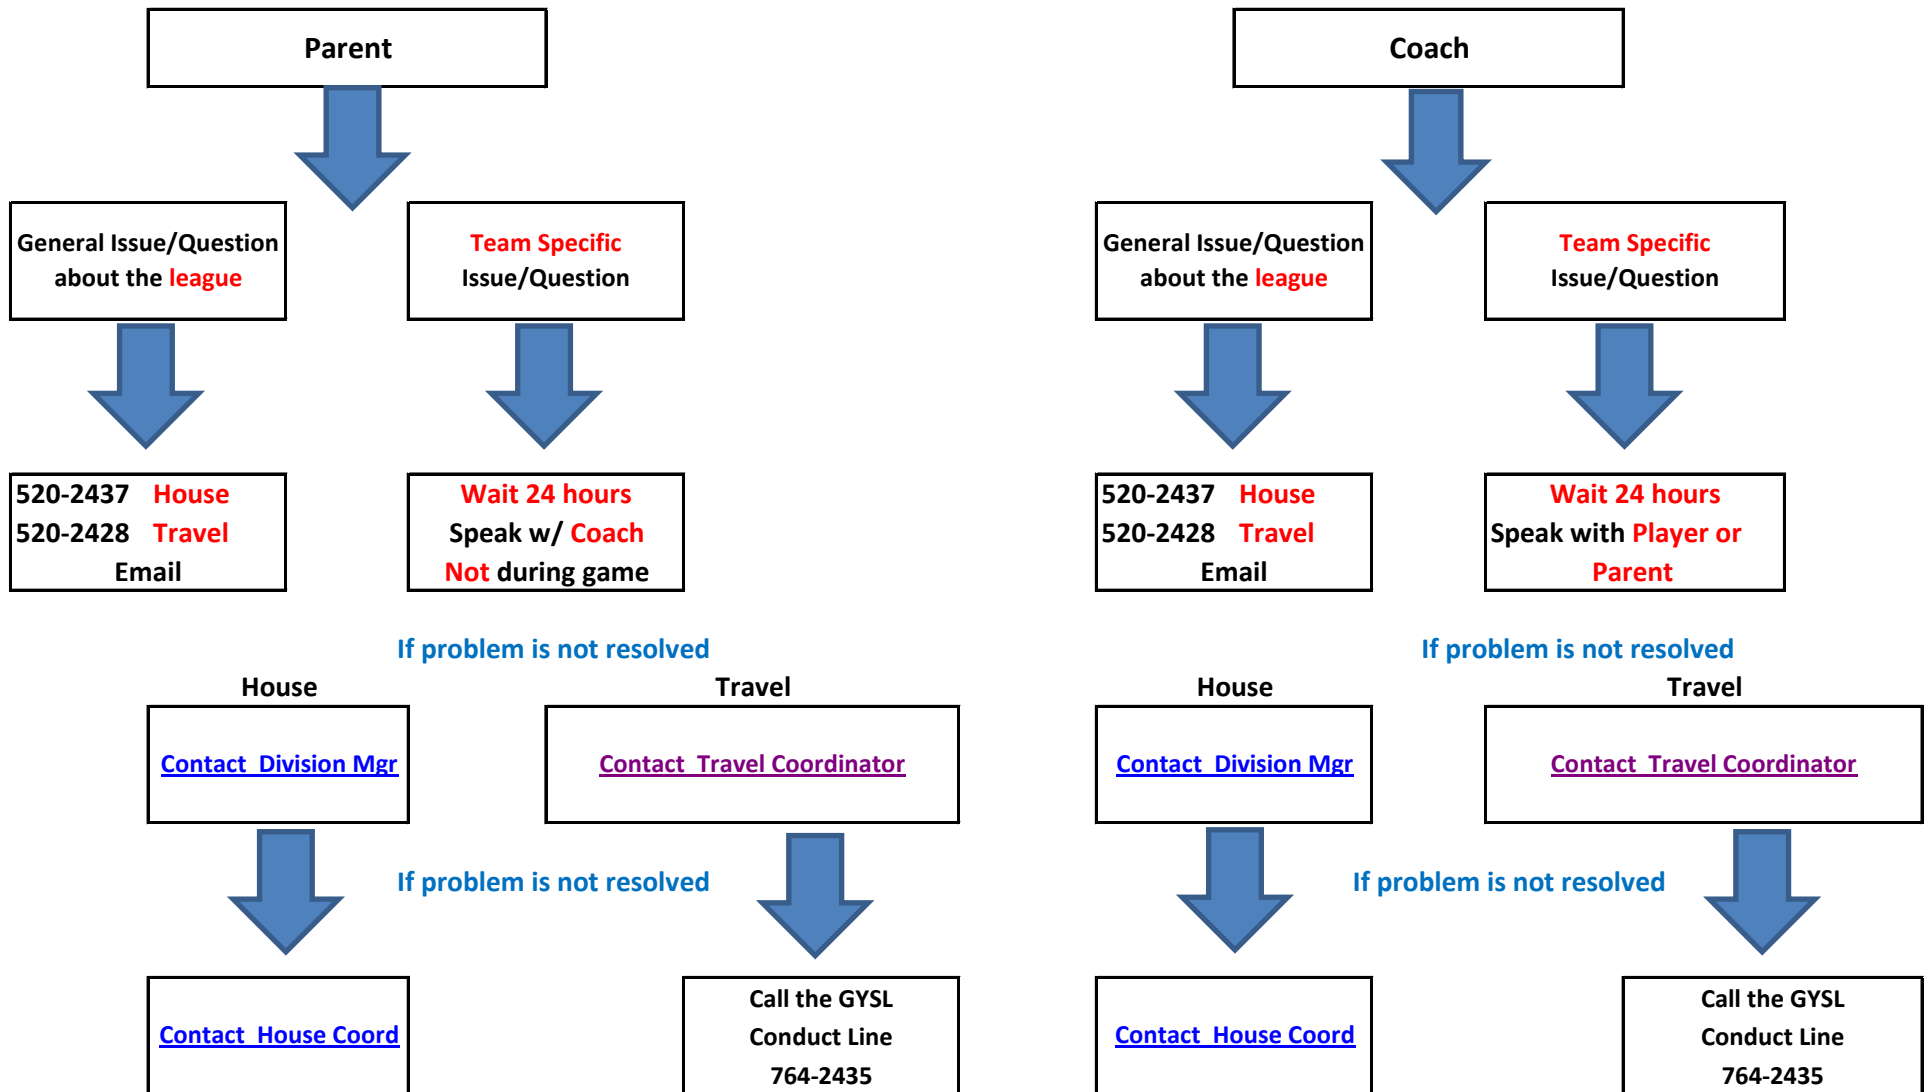 Parent
Coach
General Issue/Question
about the league
Team Specific
Issue/Question
General Issue/Question
about the league
Team Specific
Issue/Question
520-2437 House
520-2428 Travel
Email
Wait 24 hours
Speak w/ Coach
Not during game
520-2437 House
520-2428 Travel
Email
Wait 24 hours
Speak with Player or
Parent
If problem is not resolved
If problem is not resolved
House
Travel
House
Travel
Contact Division Mgr
Contact Travel Coordinator
Contact Division Mgr
Contact Travel Coordinator
If problem is not resolved
If problem is not resolved
Contact House Coord
Call the GYSL
Conduct Line
764-2435
Contact House Coord
Call the GYSL
Conduct Line
764-2435